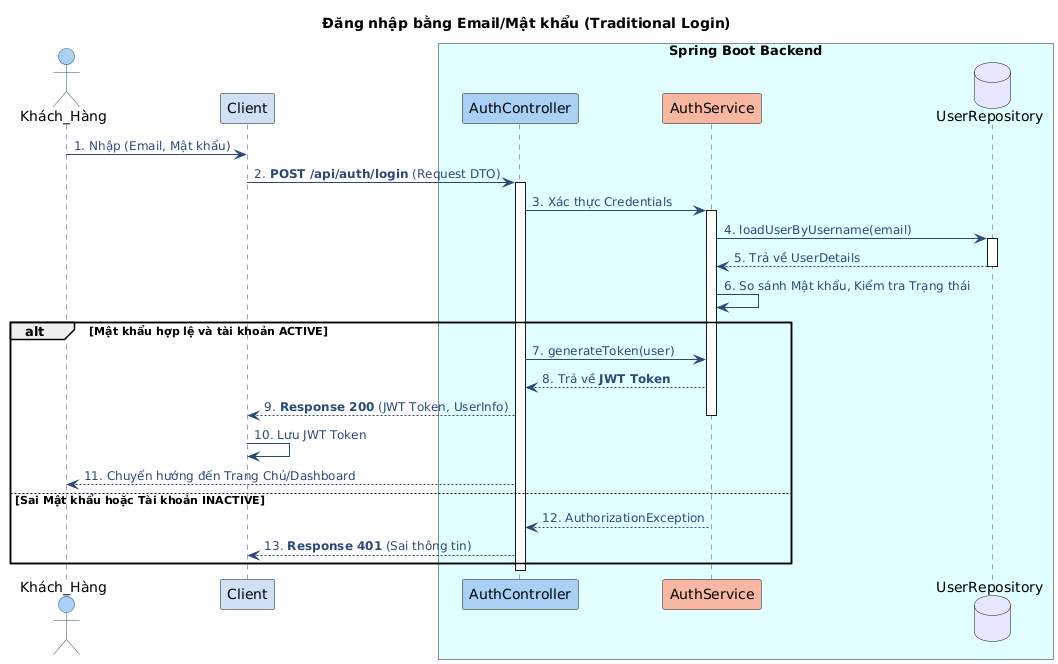 Đăng nhập bằng Email/Mật khẩu (Traditional Login)
Spring Boot Backend
Khách_Hàng
Client
AuthController
AuthService
UserRepository
1. Nhập (Email, Mật khẩu)
2. POST /api/auth/login (Request DTO)
3. Xác thực Credentials
4. loadUserByUsername(email)
5. Trả về UserDetails
6. So sánh Mật khẩu, Kiểm tra Trạng thái
alt [Mật khẩu hợp lệ và tài khoản ACTIVE]
7. generateToken(user)
8. Trả về JWT Token
9. Response 200 (JWT Token, UserInfo)
10. Lưu JWT Token
11. Chuyển hướng đến Trang Chủ/Dashboard
[Sai Mật khẩu hoặc Tài khoản INACTIVE]
12. AuthorizationException
13. Response 401 (Sai thông tin)
Khách_Hàng
Client
AuthController
AuthService
UserRepository